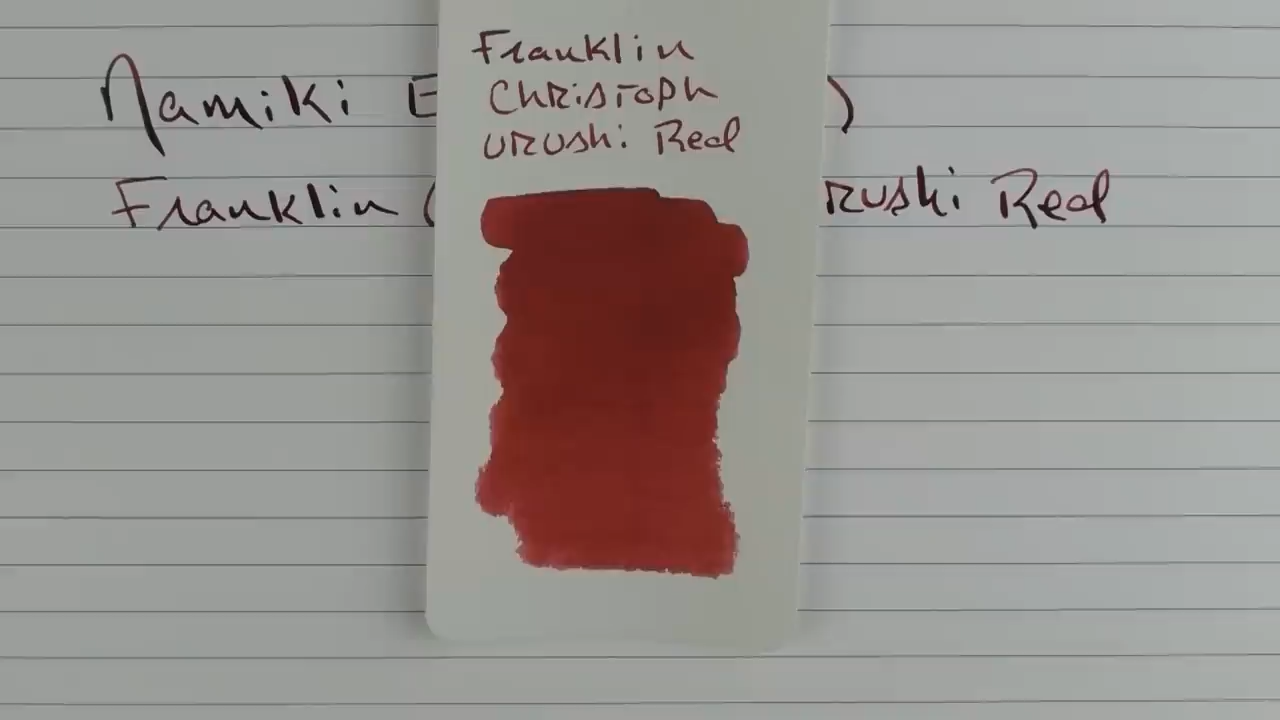 Franklin
Christoph
urushi Red
Namiki E )
Franklin ( rushi Red